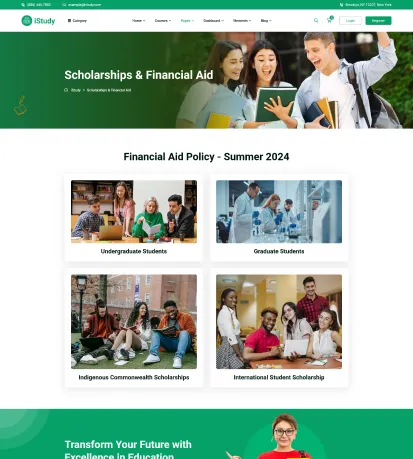 (086) 445-7850 example@istudy.com Brooklyn, NY 11223, New York
iStudy Category Home Courses Pages Dashboard Elements Blog Login Register
Scholarships & Financial Aid
iStudy > Scholarships & Financial Aid
Financial Aid Policy - Summer 2024
Undergraduate Students
Graduate Students
Indigenous Commonwealth Scholarships
International Student Scholarship
Transform Your Future with
Excellence in Education